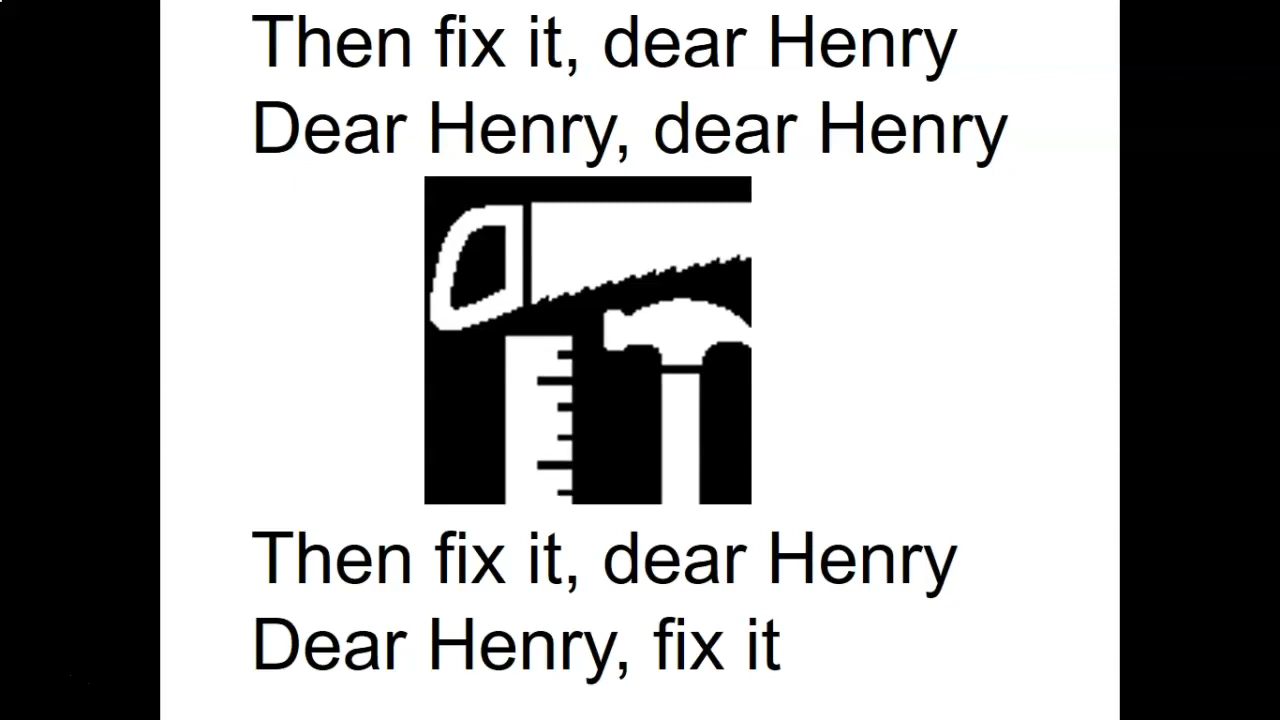 Then fix it, dear Henry
Dear Henry, dear Henry
Then fix it, dear Henry
Dear Henry, fix it